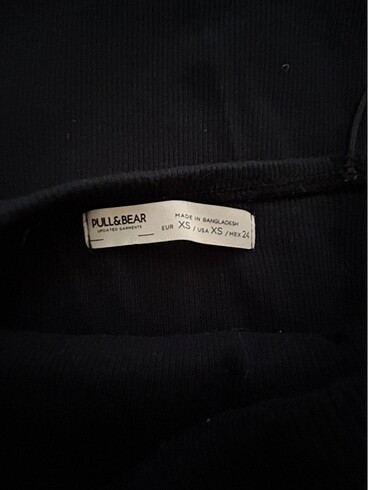 PULL&BEAR
UPDATED GARMENTS
MADE IN BANGLADESH
EUR XS / USA XS / MEX 24